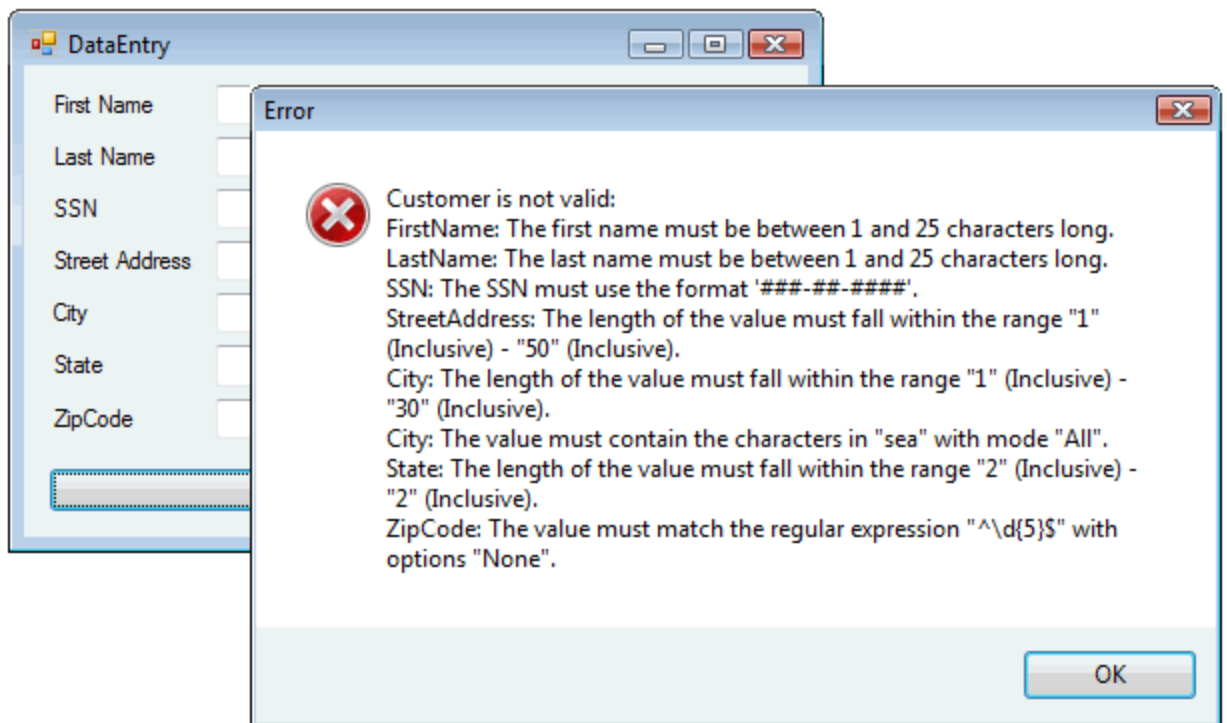 DataEntry
First Name
Last Name
SSN
Street Address
City
State
ZipCode
Error
Customer is not valid:
FirstName: The first name must be between 1 and 25 characters long.
LastName: The last name must be between 1 and 25 characters long.
SSN: The SSN must use the format '###-##-####'.
StreetAddress: The length of the value must fall within the range "1"
(Inclusive) - "50" (Inclusive).
City: The length of the value must fall within the range "1" (Inclusive) -
"30" (Inclusive).
City: The value must contain the characters in "sea" with mode "All".
State: The length of the value must fall within the range "2" (Inclusive) -
"2" (Inclusive).
ZipCode: The value must match the regular expression "^\d{5}$" with
options "None".
OK